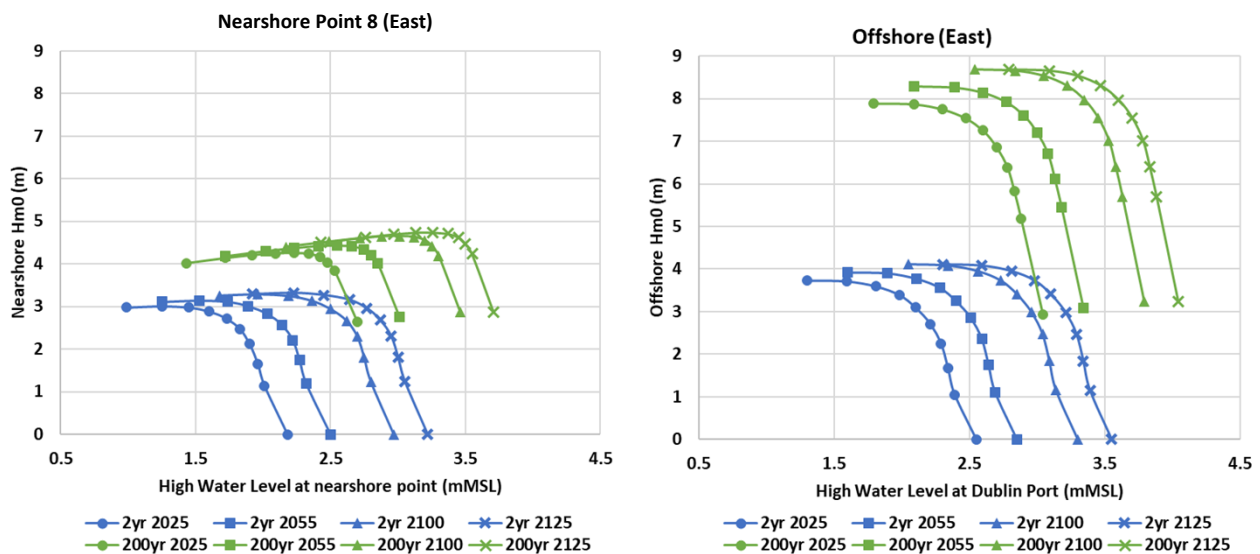 Nearshore Point 8 (East)
9
8
7
6
5
4
3
2
1
0
Nearshore Hm0 (m)
0.5 1.5 2.5 3.5 4.5
High Water Level at nearshore point (mMSL)
2yr 2025 2yr 2055 2yr 2100 2yr 2125
200yr 2025 200yr 2055 200yr 2100 200yr 2125
Offshore (East)
9
8
7
6
5
4
3
2
1
0
Offshore Hm0 (m)
0.5 1.5 2.5 3.5 4.5
High Water Level at Dublin Port (mMSL)
2yr 2025 2yr 2055 2yr 2100 2yr 2125
200yr 2025 200yr 2055 200yr 2100 200yr 2125